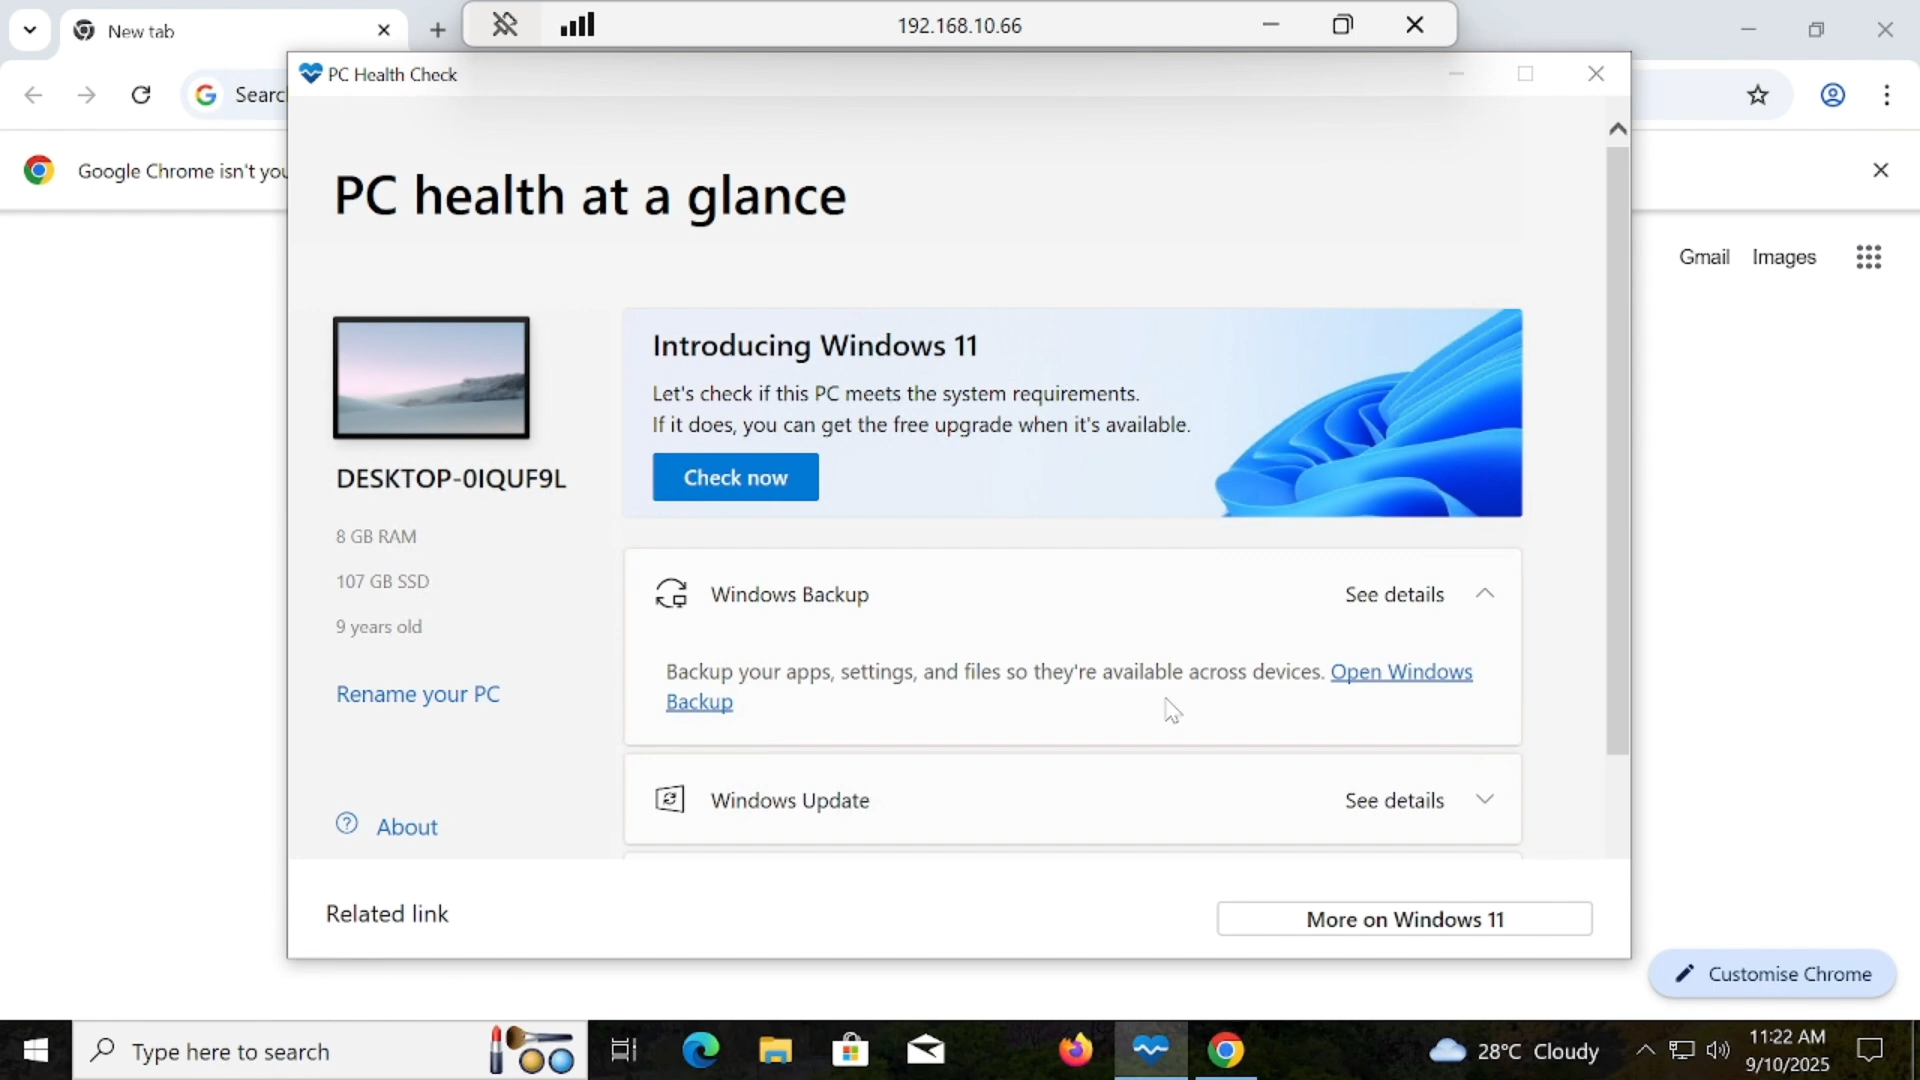 New tab
192.168.10.66
PC Health Check
Searc
Google Chrome isn't you
Gmail Images
PC health at a glance
Introducing Windows 11
Let's check if this PC meets the system requirements.
If it does, you can get the free upgrade when it's available.
Check now
DESKTOP-0IQUF9L
8 GB RAM
107 GB SSD
9 years old
Rename your PC
About
Windows Backup See details
Backup your apps, settings, and files so they're available across devices. Open Windows
Backup
Windows Update See details
Related link
More on Windows 11
Customise Chrome
Type here to search
28°C Cloudy
11:22 AM
9/10/2025